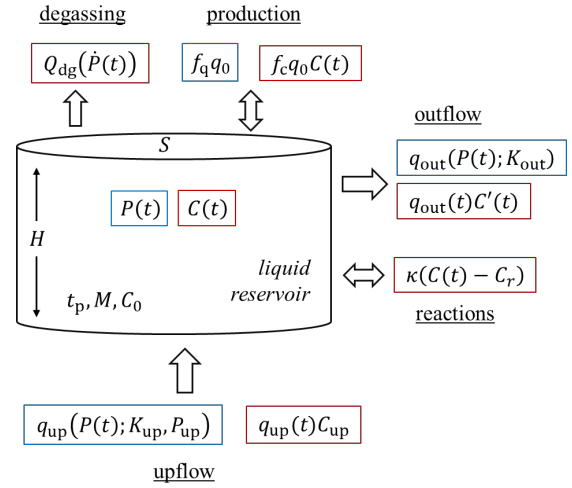 degassing
production
Q_dg(Ṗ(t))
f_q q_0
f_c q_0 C(t)
outflow
S
q_out(P(t); K_out)
q_out(t)C′(t)
P(t)
C(t)
H
liquid
reservoir
κ(C(t) − C_r)
t_p, M, C_0
reactions
q_up(P(t); K_up, P_up)
q_up(t)C_up
upflow